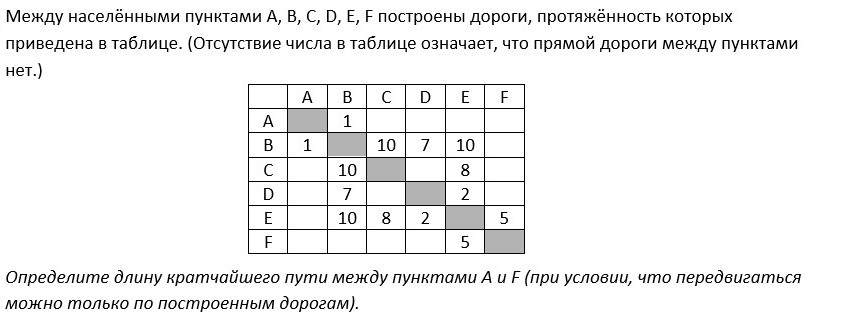 Между населёнными пунктами A, B, C, D, E, F построены дороги, протяжённость которых
приведена в таблице. (Отсутствие числа в таблице означает, что прямой дороги между пунктами
нет.)
A B C D E F
A 1
B 1 10 7 10
C 10 8
D 7 2
E 10 8 2 5
F 5
Определите длину кратчайшего пути между пунктами A и F (при условии, что передвигаться
можно только по построенным дорогам).